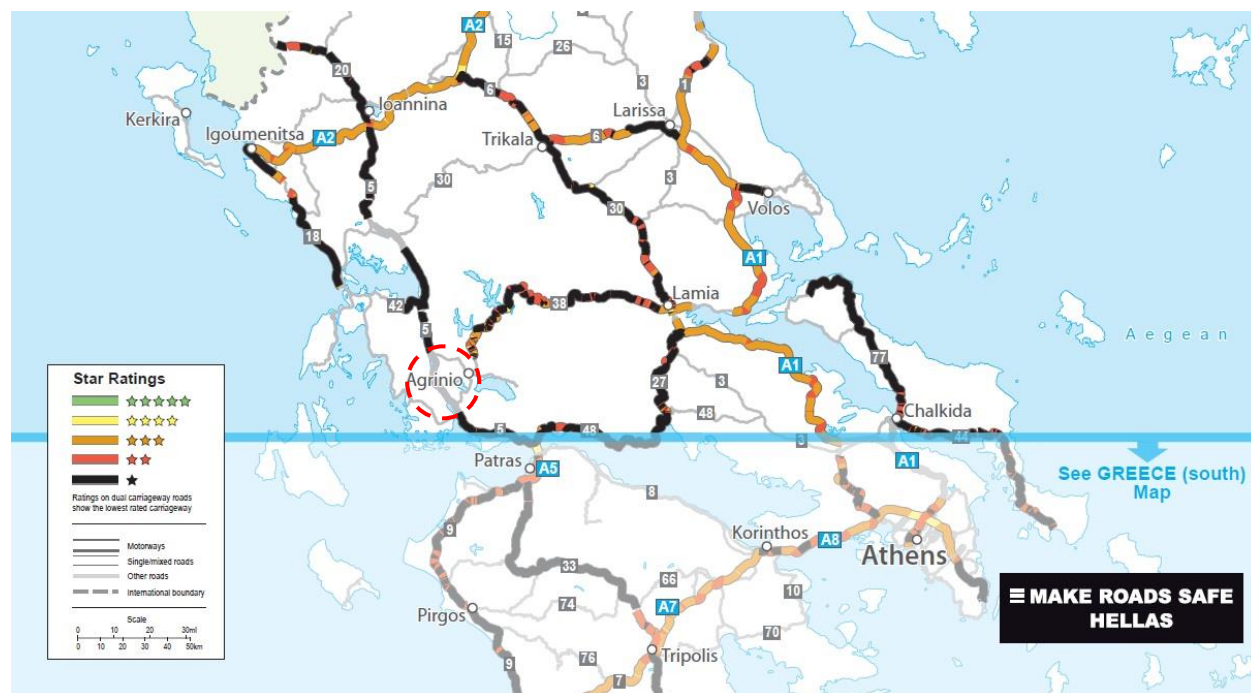 A2
15
26
20
3
1
6
Ioannina
Larissa
Kerkira
Igoumenitsa
A2
Trikala
6
5
30
3
30
Volos
18
A1
38
Lamia
42
5
Aegean
77
A1
Agrinio
27
3
48
Chalkida
5
48
3
44
A1
See GREECE (south)
Map
Patras
A5
8
9
Korinthos
A8
Athens
33
66
10
74
A7
Pirgos
70
Tripolis
76
9
7
Star Ratings
Ratings on dual carriageway roads
show the lowest rated carriageway
Motorways
Single/mixed roads
Other roads
International boundary
Scale
0 10 20 30ml
0 10 20 30 40 50km
MAKE ROADS SAFE
HELLAS